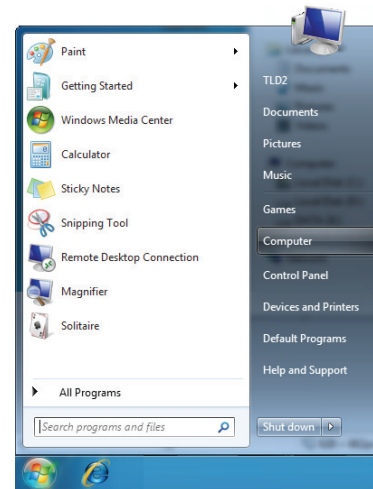 Paint
Getting Started
Windows Media Center
Calculator
Sticky Notes
Snipping Tool
Remote Desktop Connection
Magnifier
Solitaire
All Programs
Search programs and files
TLD2
Documents
Pictures
Music
Games
Computer
Control Panel
Devices and Printers
Default Programs
Help and Support
Shut down